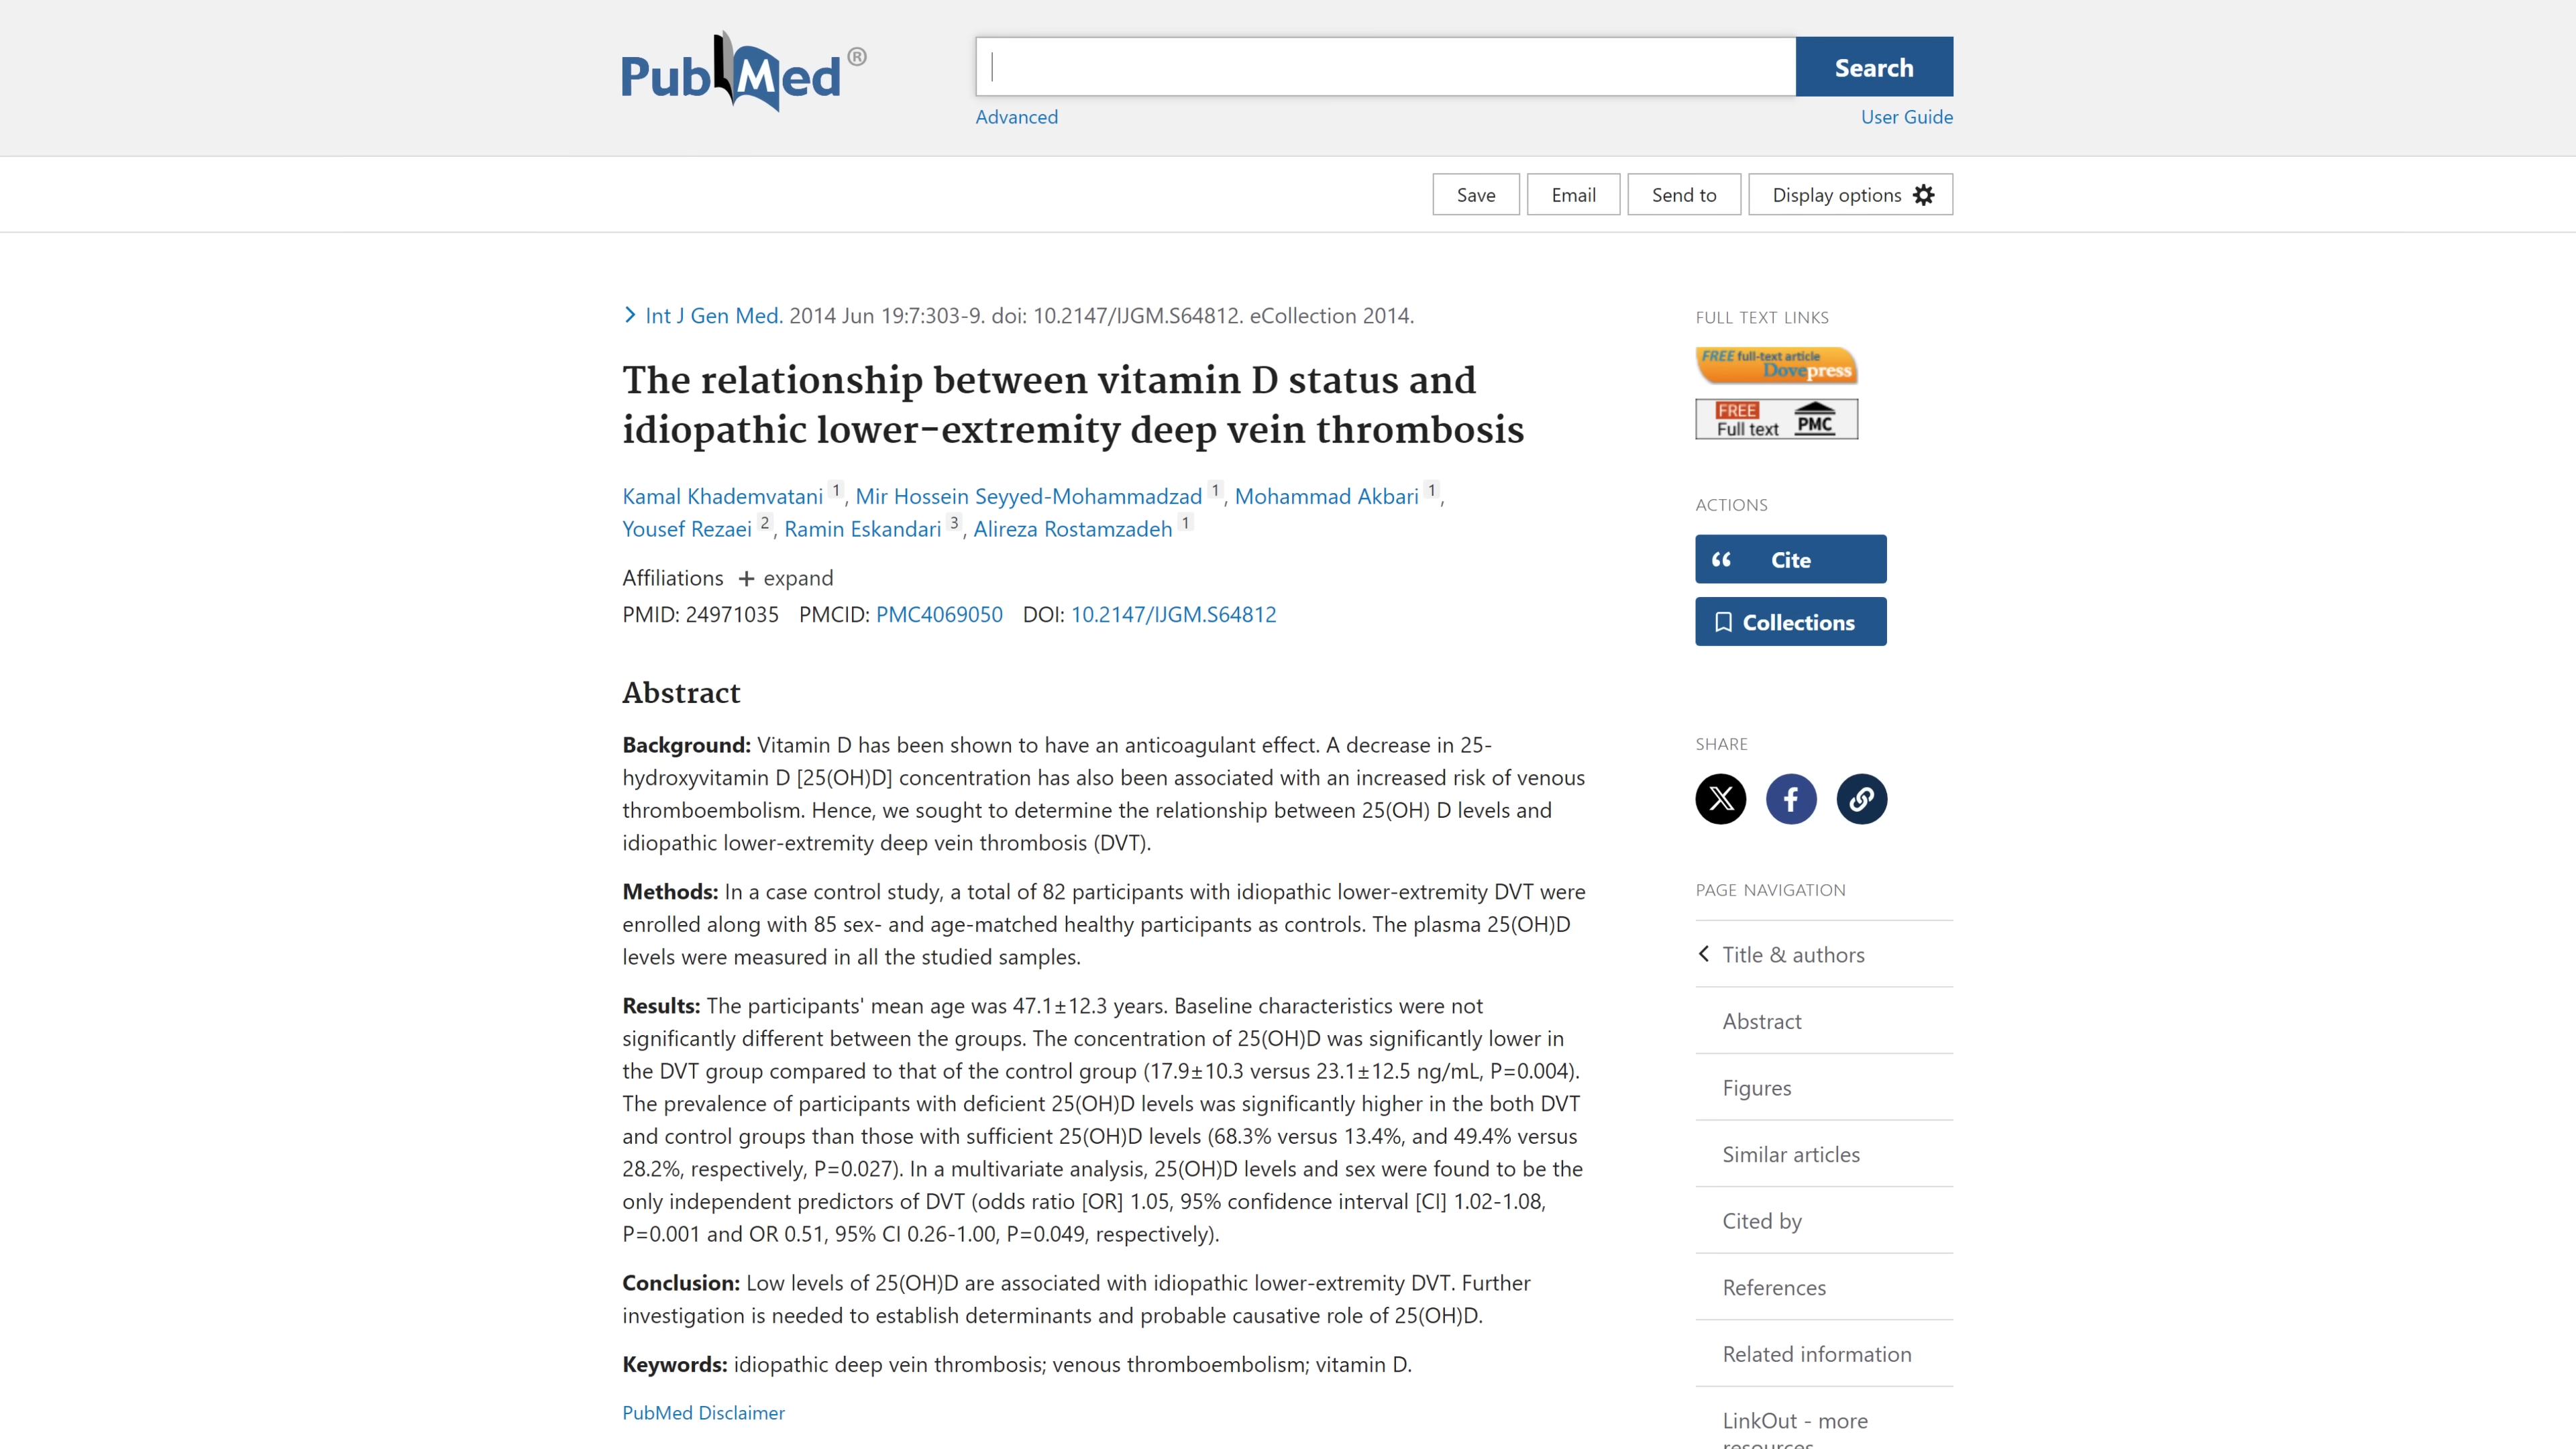 PubMed ®
Search
Advanced
User Guide
Save
Email
Send to
Display options
Int J Gen Med. 2014 Jun 19:7:303-9. doi: 10.2147/IJGM.S64812. eCollection 2014.
The relationship between vitamin D status and
idiopathic lower-extremity deep vein thrombosis
Kamal Khademvatani 1, Mir Hossein Seyyed-Mohammadzad 1, Mohammad Akbari 1,
Yousef Rezaei 2, Ramin Eskandari 3, Alireza Rostamzadeh 1
Affiliations + expand
PMID: 24971035 PMCID: PMC4069050 DOI: 10.2147/IJGM.S64812
Abstract
Background: Vitamin D has been shown to have an anticoagulant effect. A decrease in 25-
hydroxyvitamin D [25(OH)D] concentration has also been associated with an increased risk of venous
thromboembolism. Hence, we sought to determine the relationship between 25(OH) D levels and
idiopathic lower-extremity deep vein thrombosis (DVT).
Methods: In a case control study, a total of 82 participants with idiopathic lower-extremity DVT were
enrolled along with 85 sex- and age-matched healthy participants as controls. The plasma 25(OH)D
levels were measured in all the studied samples.
Results: The participants' mean age was 47.1±12.3 years. Baseline characteristics were not
significantly different between the groups. The concentration of 25(OH)D was significantly lower in
the DVT group compared to that of the control group (17.9±10.3 versus 23.1±12.5 ng/mL, P=0.004).
The prevalence of participants with deficient 25(OH)D levels was significantly higher in the both DVT
and control groups than those with sufficient 25(OH)D levels (68.3% versus 13.4%, and 49.4% versus
28.2%, respectively, P=0.027). In a multivariate analysis, 25(OH)D levels and sex were found to be the
only independent predictors of DVT (odds ratio [OR] 1.05, 95% confidence interval [CI] 1.02-1.08,
P=0.001 and OR 0.51, 95% CI 0.26-1.00, P=0.049, respectively).
Conclusion: Low levels of 25(OH)D are associated with idiopathic lower-extremity DVT. Further
investigation is needed to establish determinants and probable causative role of 25(OH)D.
Keywords: idiopathic deep vein thrombosis; venous thromboembolism; vitamin D.
PubMed Disclaimer
FULL TEXT LINKS
FREE full-text article
Dovepress
FREE
Full text PMC
ACTIONS
Cite
Collections
SHARE
PAGE NAVIGATION
Title & authors
Abstract
Figures
Similar articles
Cited by
References
Related information
LinkOut - more
resources